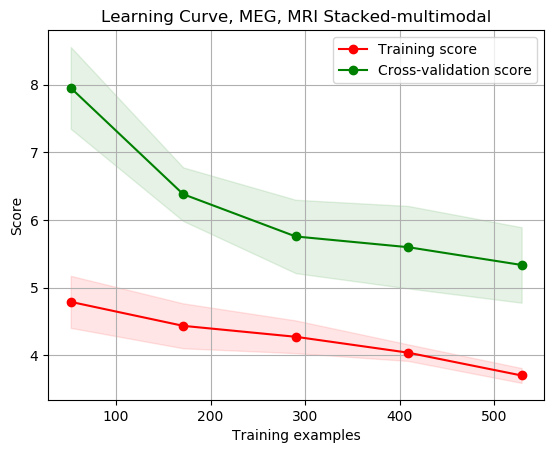 Learning Curve, MEG, MRI Stacked-multimodal
Training score
Cross-validation score
Score
8
7
6
5
4
100 200 300 400 500
Training examples